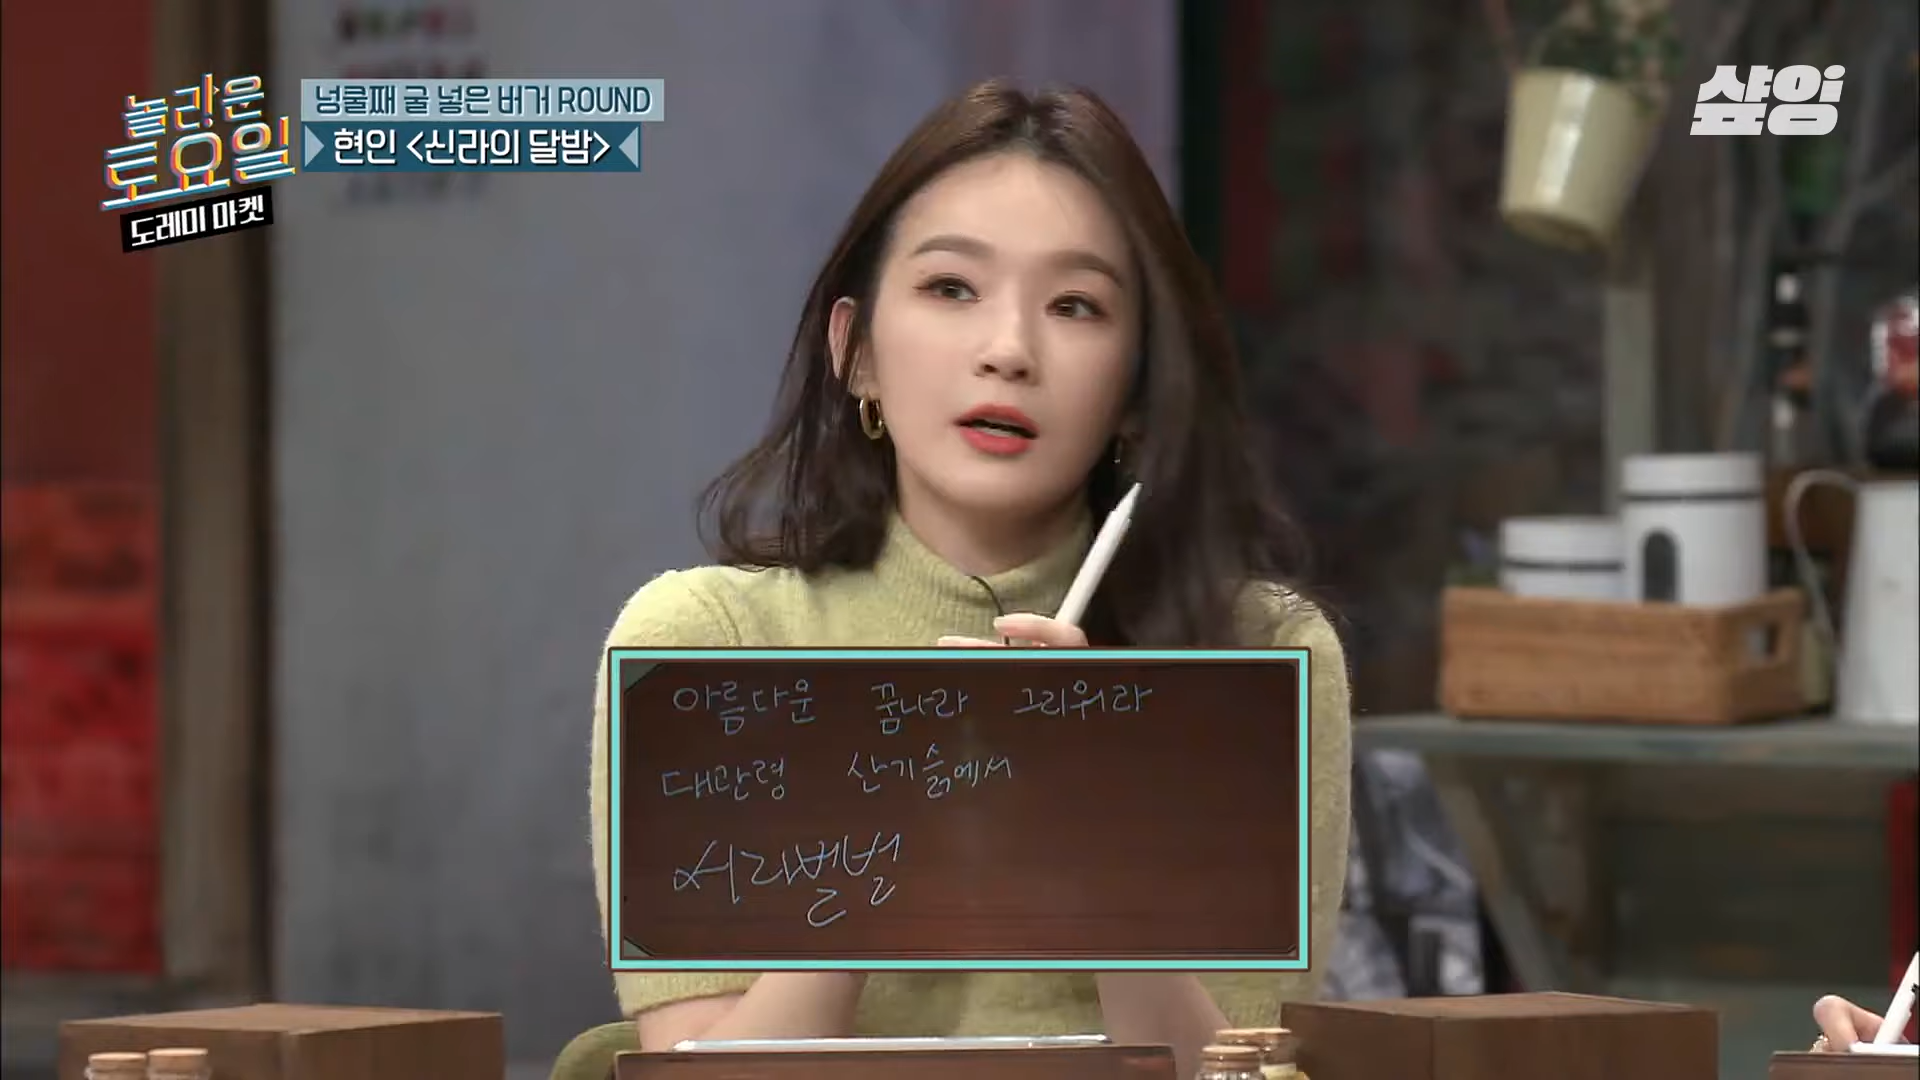 놀라운
토요일
도레미 마켓
넝쿨째 굴 넣은 버거 ROUND
현인 <신라의 달밤>
샾잉
아름다운 꿈나라 그리워라
대관령 산기슭에서
서라벌벌